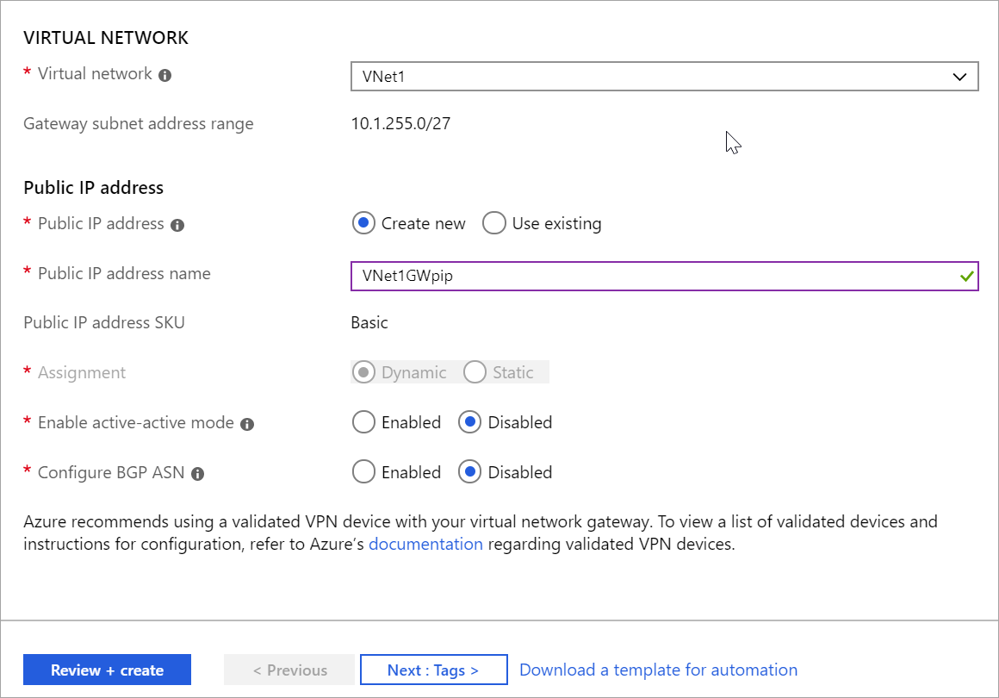 VIRTUAL NETWORK
* Virtual network
VNet1
Gateway subnet address range
10.1.255.0/27
Public IP address
* Public IP address
Create new Use existing
* Public IP address name
VNet1GWpip
Public IP address SKU
Basic
* Assignment
Dynamic Static
* Enable active-active mode
Enabled Disabled
* Configure BGP ASN
Enabled Disabled
Azure recommends using a validated VPN device with your virtual network gateway. To view a list of validated devices and
instructions for configuration, refer to Azure’s documentation regarding validated VPN devices.
Review + create
< Previous
Next : Tags >
Download a template for automation